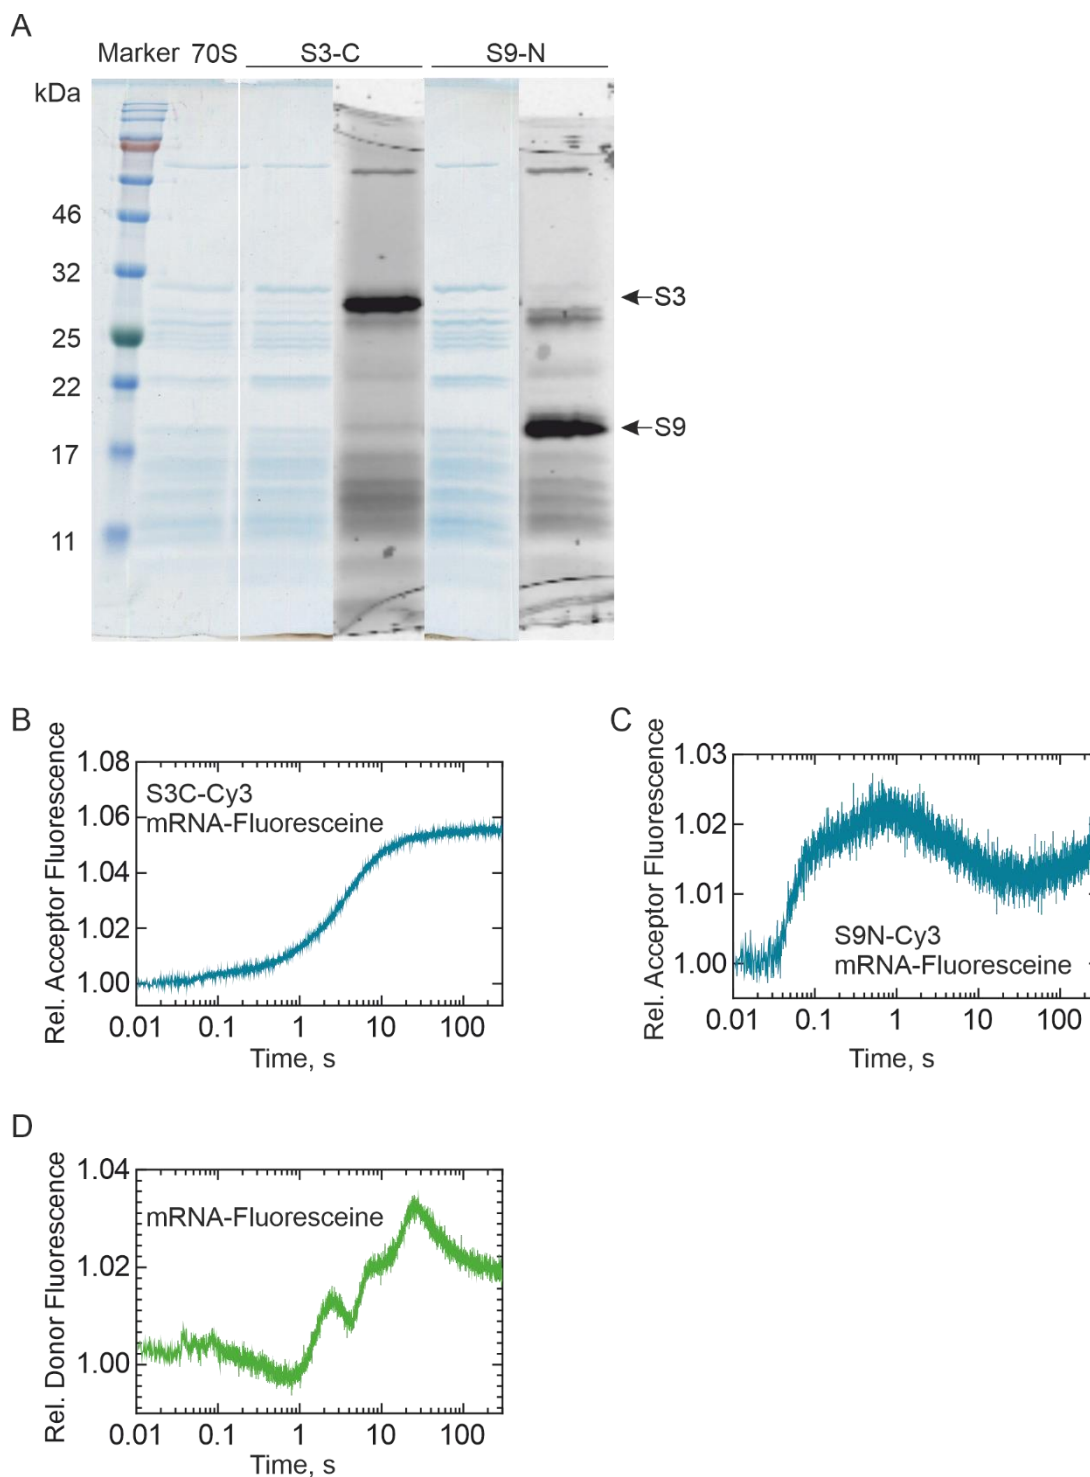 A
Marker 70S S3-C S9-N
kDa
46
32
25
22
17
11
S3
S9
B
Rel. Acceptor Fluorescence
1.08
1.06
1.04
1.02
1.00
S3C-Cy3
mRNA-Fluoresceine
0.01 0.1 1 10 100
Time, s
C
Rel. Acceptor Fluorescence
1.03
1.02
1.01
1.00
S9N-Cy3
mRNA-Fluoresceine
0.01 0.1 1 10 100
Time, s
D
Rel. Donor Fluorescence
1.04
1.02
1.00
mRNA-Fluoresceine
0.01 0.1 1 10 100
Time, s